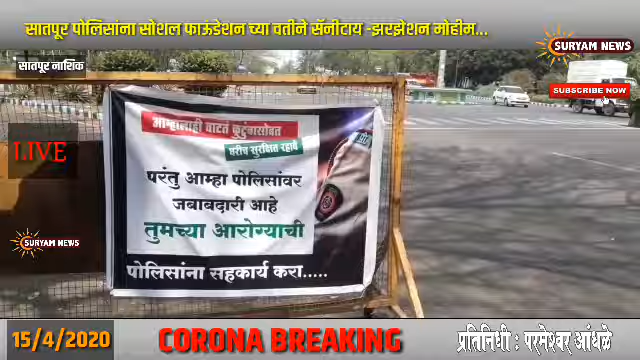 सातपूर पोलिसांना सोशल फाऊंडेशन च्या वतीने सॅनीटाय -झरझेशन मोहीम...
SURYAM NEWS
सातपूर नाशिक
SUBSCRIBE NOW
आम्हालाही वाटतं कुटुंबासोबत
घरीच सुरक्षित रहावे
परंतु आम्हा पोलिसांवर
जबाबदारी आहे
तुमच्या आरोग्याची
पोलिसांना सहकार्य करा.....
LIVE
SURYAM NEWS
15/4/2020
CORONA BREAKING
प्रतिनिधी : परमेश्वर आंधळे